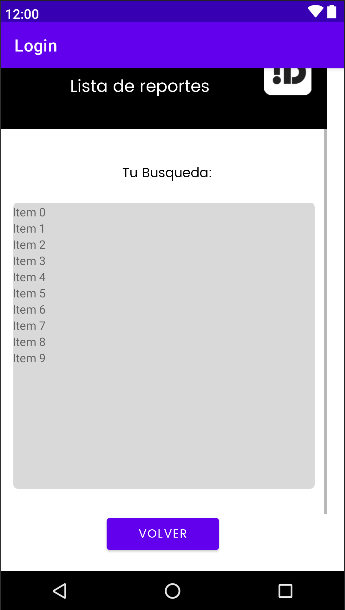 12:00
Login
Lista de reportes
Tu Busqueda:
Item 0
Item 1
Item 2
Item 3
Item 4
Item 5
Item 6
Item 7
Item 8
Item 9
VOLVER